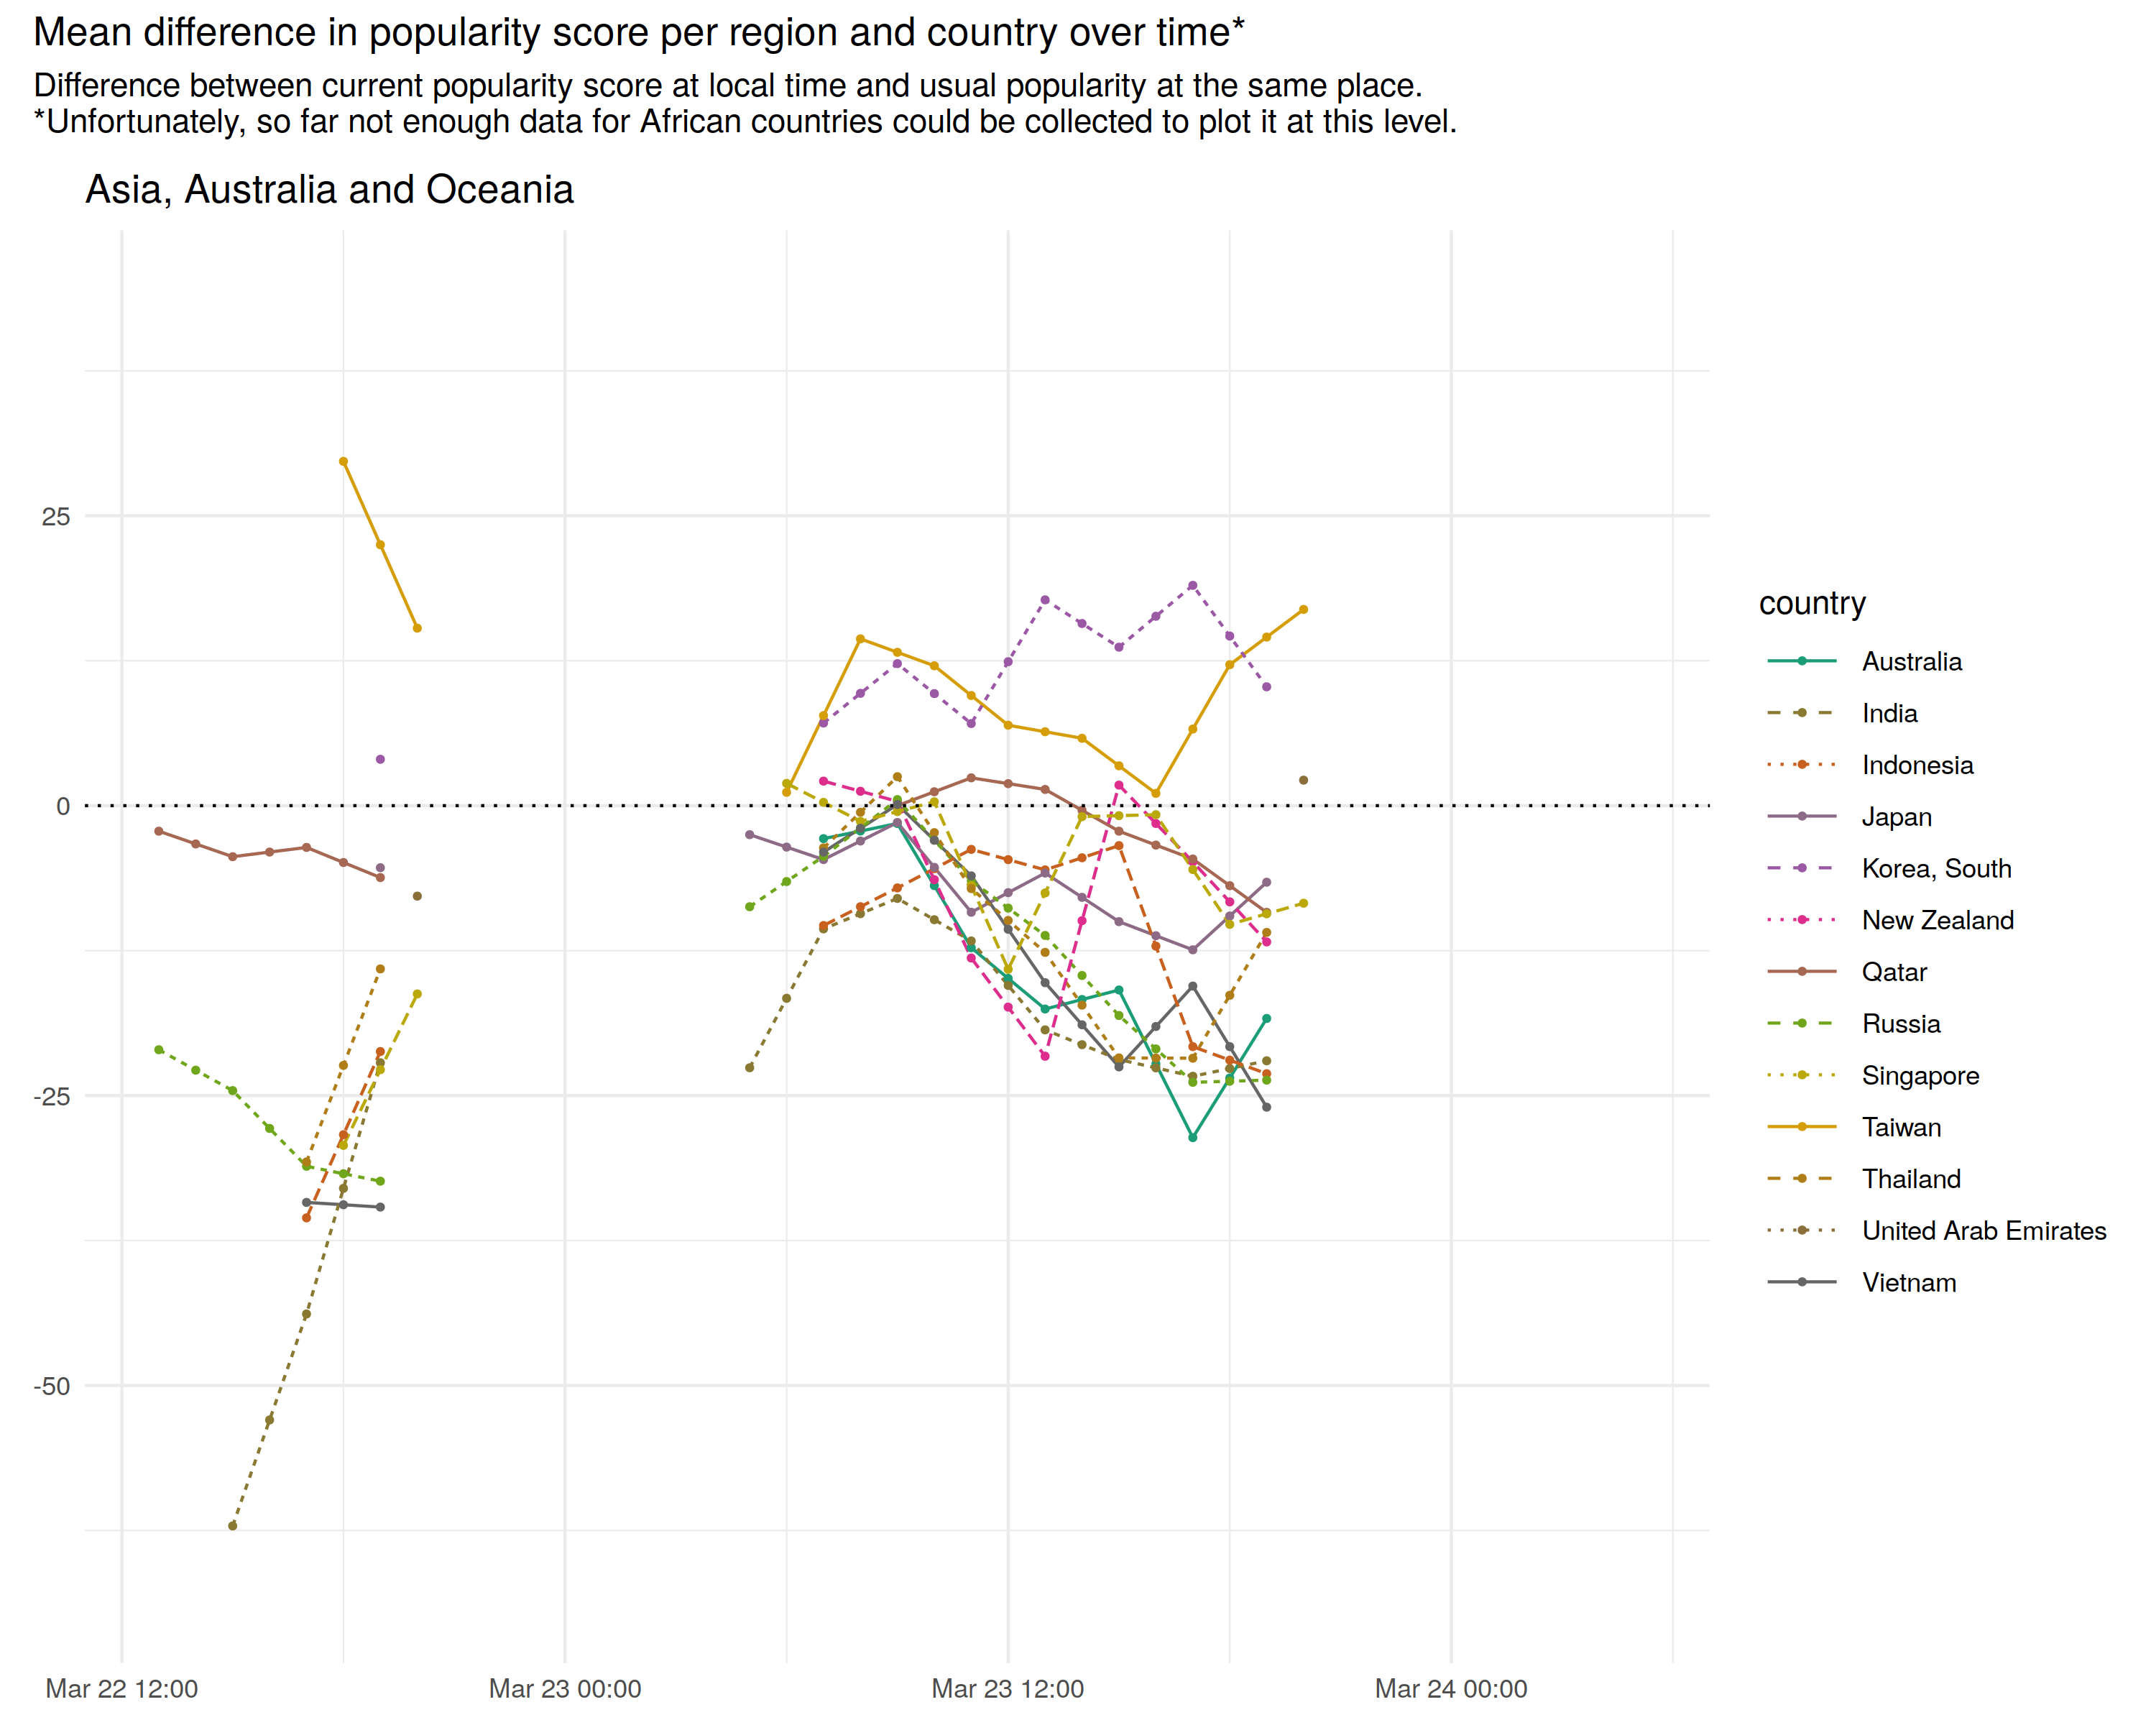 Mean difference in popularity score per region and country over time*
Difference between current popularity score at local time and usual popularity at the same place.
*Unfortunately, so far not enough data for African countries could be collected to plot it at this level.
Asia, Australia and Oceania
25
0
-25
-50
Mar 22 12:00
Mar 23 00:00
Mar 23 12:00
Mar 24 00:00
country
Australia
India
Indonesia
Japan
Korea, South
New Zealand
Qatar
Russia
Singapore
Taiwan
Thailand
United Arab Emirates
Vietnam